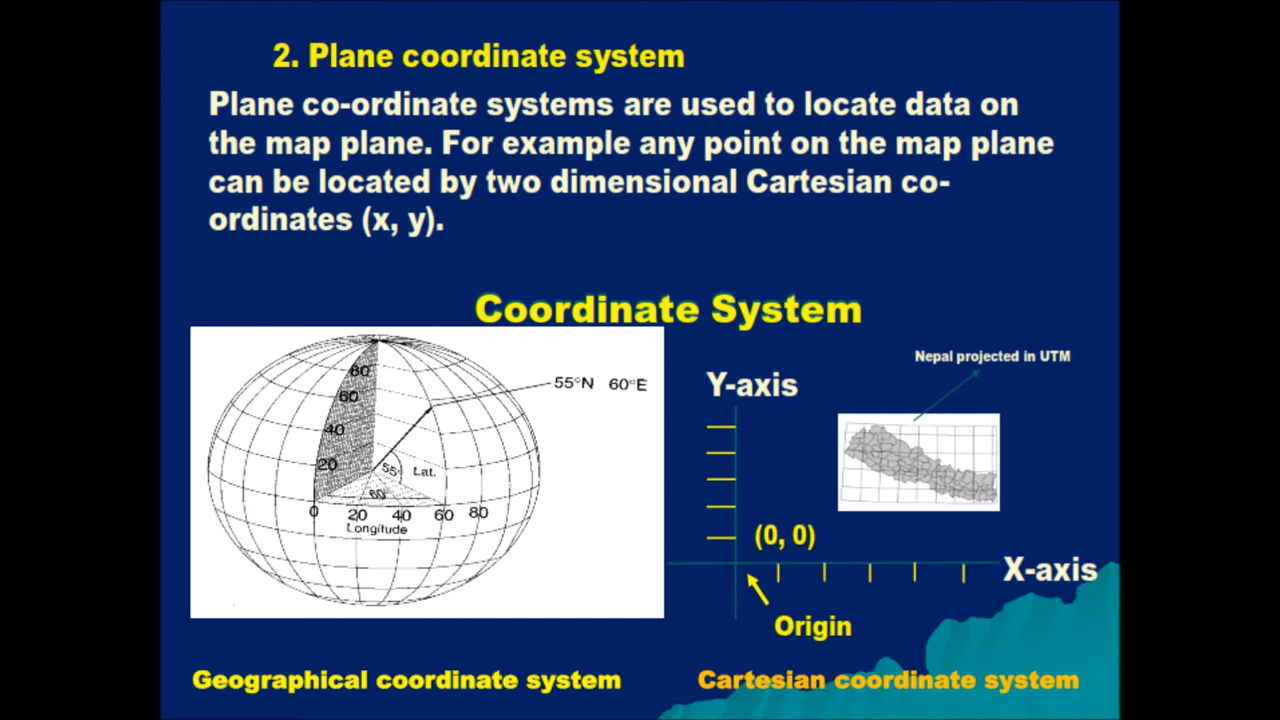 2. Plane coordinate system
Plane co-ordinate systems are used to locate data on
the map plane. For example any point on the map plane
can be located by two dimensional Cartesian co-
ordinates (x, y).
Coordinate System
80
60
40
20
55°N 60°E
55°
Lat.
60°
0 20 40 60 80
Longitude
Nepal projected in UTM
Y-axis
(0, 0)
X-axis
Origin
Geographical coordinate system
Cartesian coordinate system